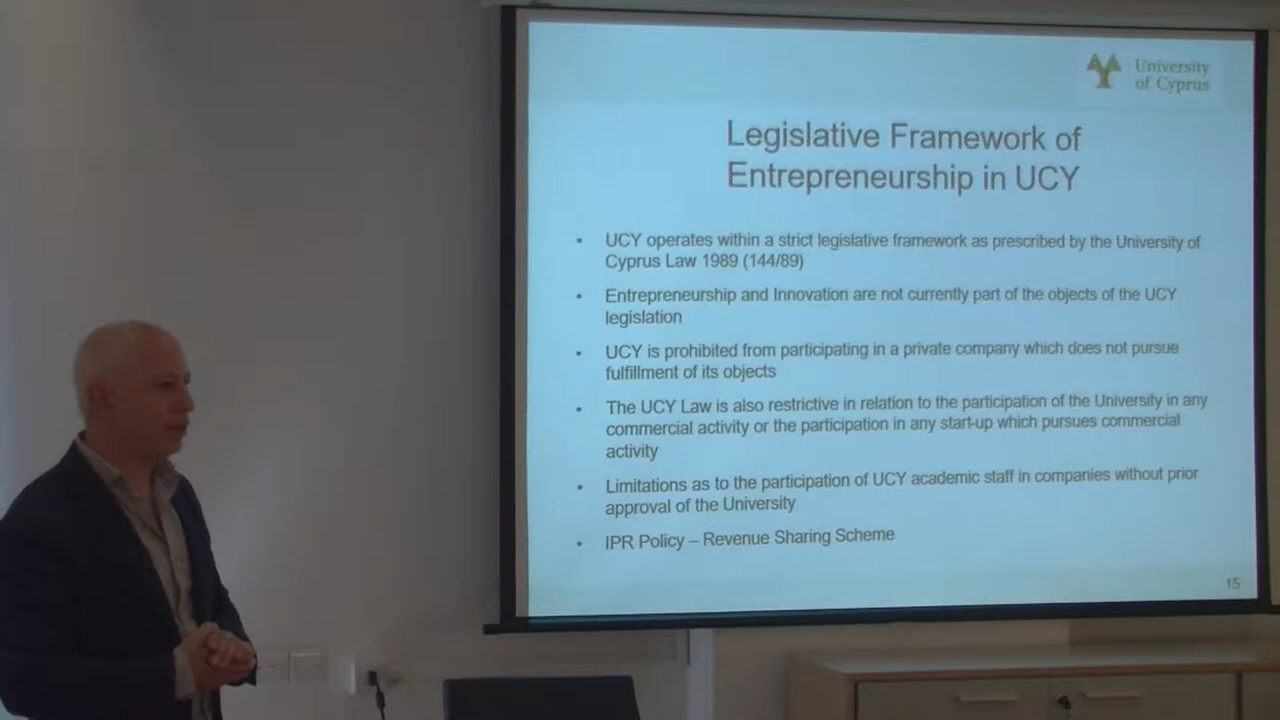 University
of Cyprus
Legislative Framework of
Entrepreneurship in UCY
• UCY operates within a strict legislative framework as prescribed by the University of
Cyprus Law 1989 (144/89)
• Entrepreneurship and Innovation are not currently part of the objects of the UCY
legislation
• UCY is prohibited from participating in a private company which does not pursue
fulfillment of its objects
• The UCY Law is also restrictive in relation to the participation of the University in any
commercial activity or the participation in any start-up which pursues commercial
activity
• Limitations as to the participation of UCY academic staff in companies without prior
approval of the University
• IPR Policy – Revenue Sharing Scheme
15